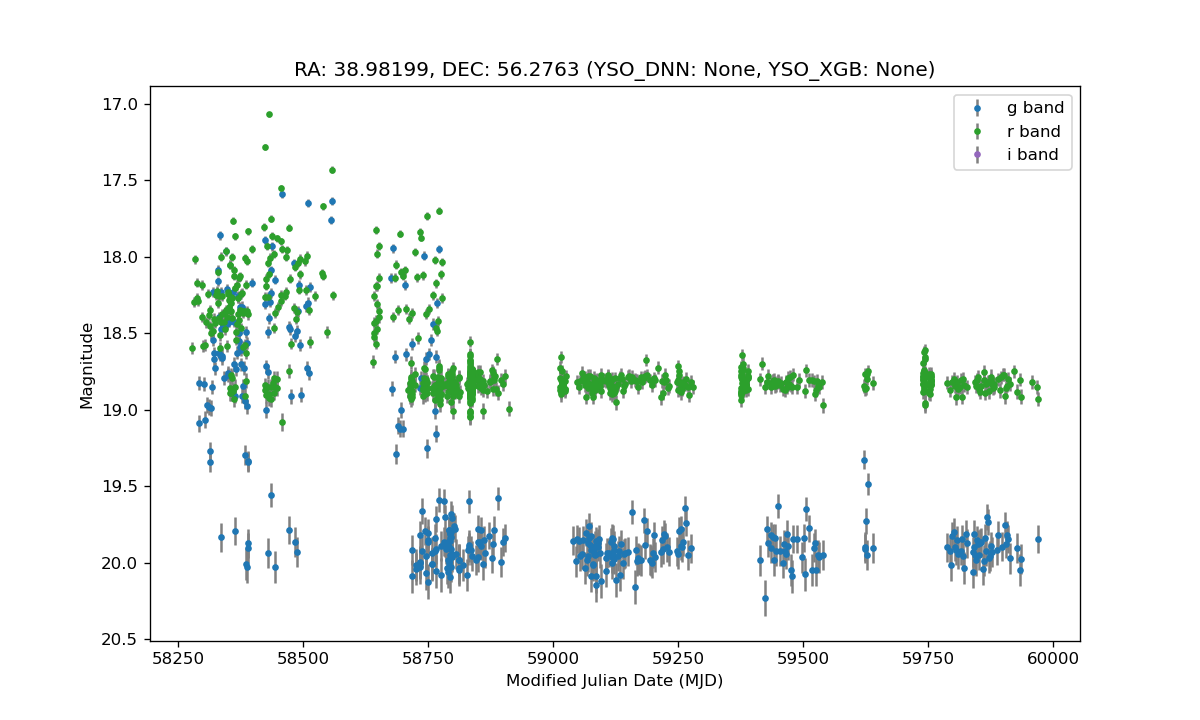 RA: 38.98199, DEC: 56.2763 (YSO_DNN: None, YSO_XGB: None)
g band
r band
i band
17.0
17.5
18.0
18.5
19.0
19.5
20.0
20.5
Magnitude
58250 58500 58750 59000 59250 59500 59750 60000
Modified Julian Date (MJD)